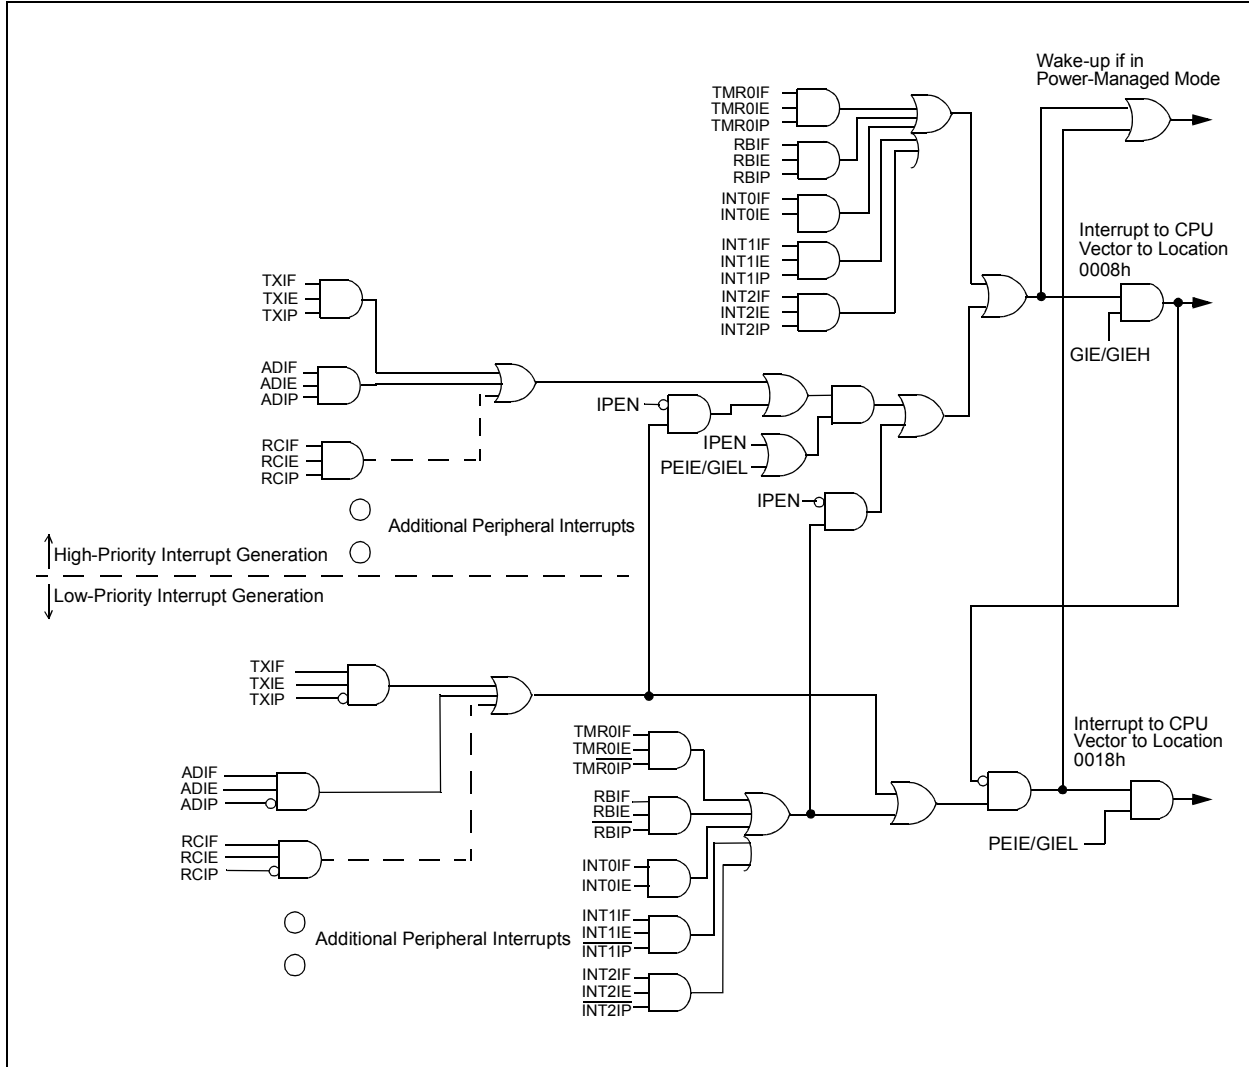 Wake-up if in
Power-Managed Mode
TMR0IF
TMR0IE
TMR0IP
RBIF
RBIE
RBIP
INT0IF
INT0IE
INT1IF
INT1IE
INT1IP
INT2IF
INT2IE
INT2IP
Interrupt to CPU
Vector to Location
0008h
GIE/GIEH
TXIF
TXIE
TXIP
ADIF
ADIE
ADIP
RCIF
RCIE
RCIP
IPEN
IPEN
PEIE/GIEL
IPEN
Additional Peripheral Interrupts
High-Priority Interrupt Generation
Low-Priority Interrupt Generation
TXIF
TXIE
TXIP
ADIF
ADIE
ADIP
RCIF
RCIE
RCIP
Additional Peripheral Interrupts
TMR0IF
TMR0IE
TMR0IP
RBIF
RBIE
RBIP
INT0IF
INT0IE
INT1IF
INT1IE
INT1IP
INT2IF
INT2IE
INT2IP
Interrupt to CPU
Vector to Location
0018h
PEIE/GIEL